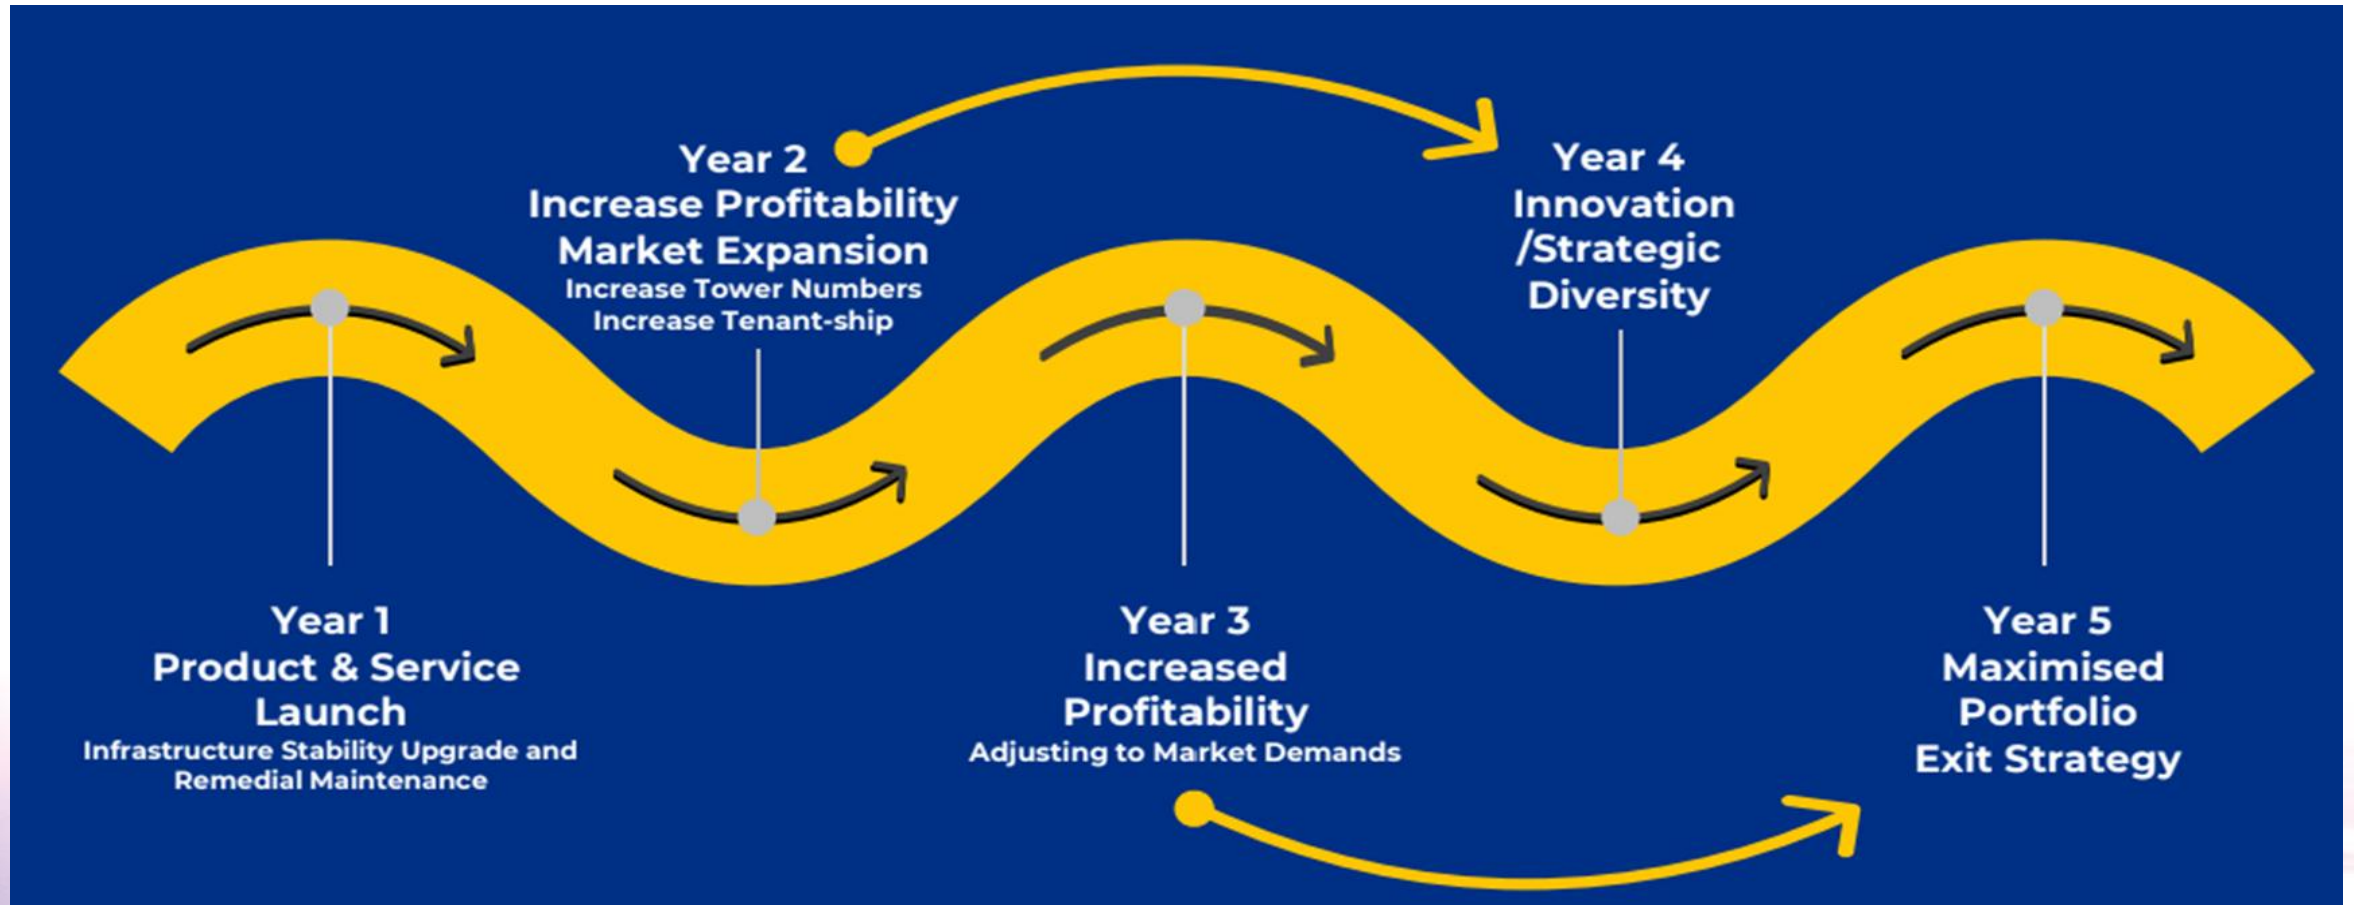 Year 1
Product & Service
Launch
Infrastructure Stability Upgrade and
Remedial Maintenance
Year 2
Increase Profitability
Market Expansion
Increase Tower Numbers
Increase Tenant-ship
Year 3
Increased
Profitability
Adjusting to Market Demands
Year 4
Innovation
/Strategic
Diversity
Year 5
Maximised
Portfolio
Exit Strategy